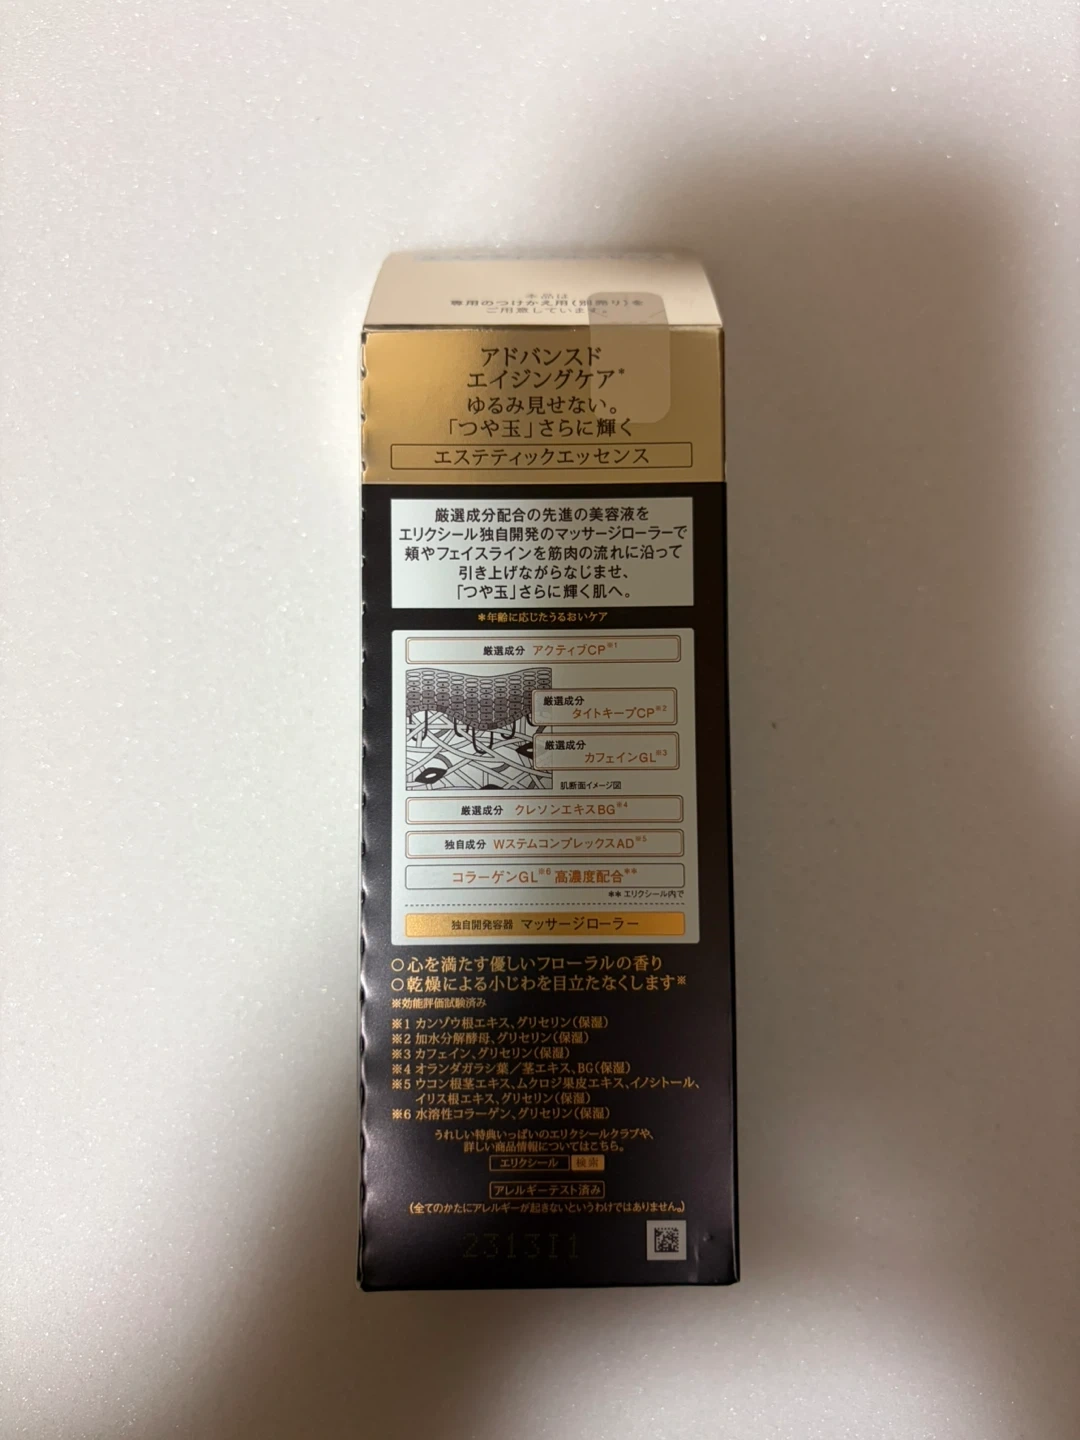 本品は
専用のつけかえ用(別売り)を
ご用意しています。
アドバンスド
エイジングケア*
ゆるみ見せない。
「つや玉」さらに輝く
エステティックエッセンス
厳選成分配合の先進の美容液を
エリクシール独自開発のマッサージローラーで
頬やフェイスラインを筋肉の流れに沿って
引き上げながらなじませ、
「つや玉」さらに輝く肌へ。
*年齢に応じたうるおいケア
厳選成分 アクティブCP※1
厳選成分
タイトキープCP※2
厳選成分
カフェインGL※3
肌断面イメージ図
厳選成分 クレソンエキスBG※4
独自成分 WステムコンプレックスAD※5
コラーゲンGL※6 高濃度配合**
** エリクシール内で
独自開発容器 マッサージローラー
○心を満たす優しいフローラルの香り
○乾燥による小じわを目立たなくします※
※効能評価試験済み
※1 カンゾウ根エキス、グリセリン(保湿)
※2 加水分解酵母、グリセリン(保湿)
※3 カフェイン、グリセリン(保湿)
※4 オランダガラシ葉/茎エキス、BG(保湿)
※5 ウコン根茎エキス、ムクロジ果皮エキス、イノシトール、
イリス根エキス、グリセリン(保湿)
※6 水溶性コラーゲン、グリセリン(保湿)
うれしい特典いっぱいのエリクシールクラブや、
詳しい商品情報についてはこちら。
エリクシール 検索
アレルギーテスト済み
(全てのかたにアレルギーが起きないというわけではありません。)
2313I1